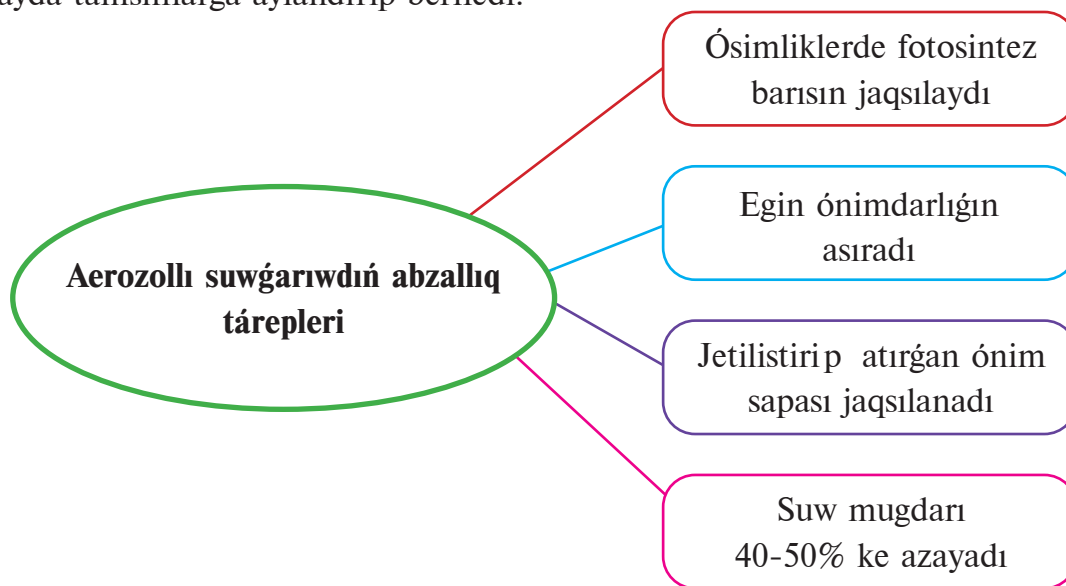 Ósimliklerde fotosintez
barısın jaqsılaydı
Egin ónimdarlıǵın
asıradı
Aerozollı suwǵarıwdıń abzallıq
tárepleri
Jetilistirip atırǵan ónim
sapası jaqsılanadı
Suw mugdarı
40-50% ke azayadı